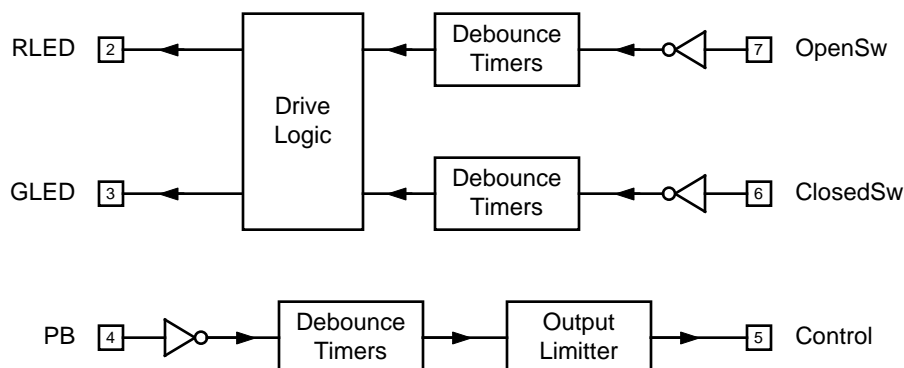 RLED 2 Debounce Timers 7 OpenSw
Drive
Logic
GLED 3 Debounce Timers 6 ClosedSw
PB 4 Debounce Timers Output Limitter 5 Control